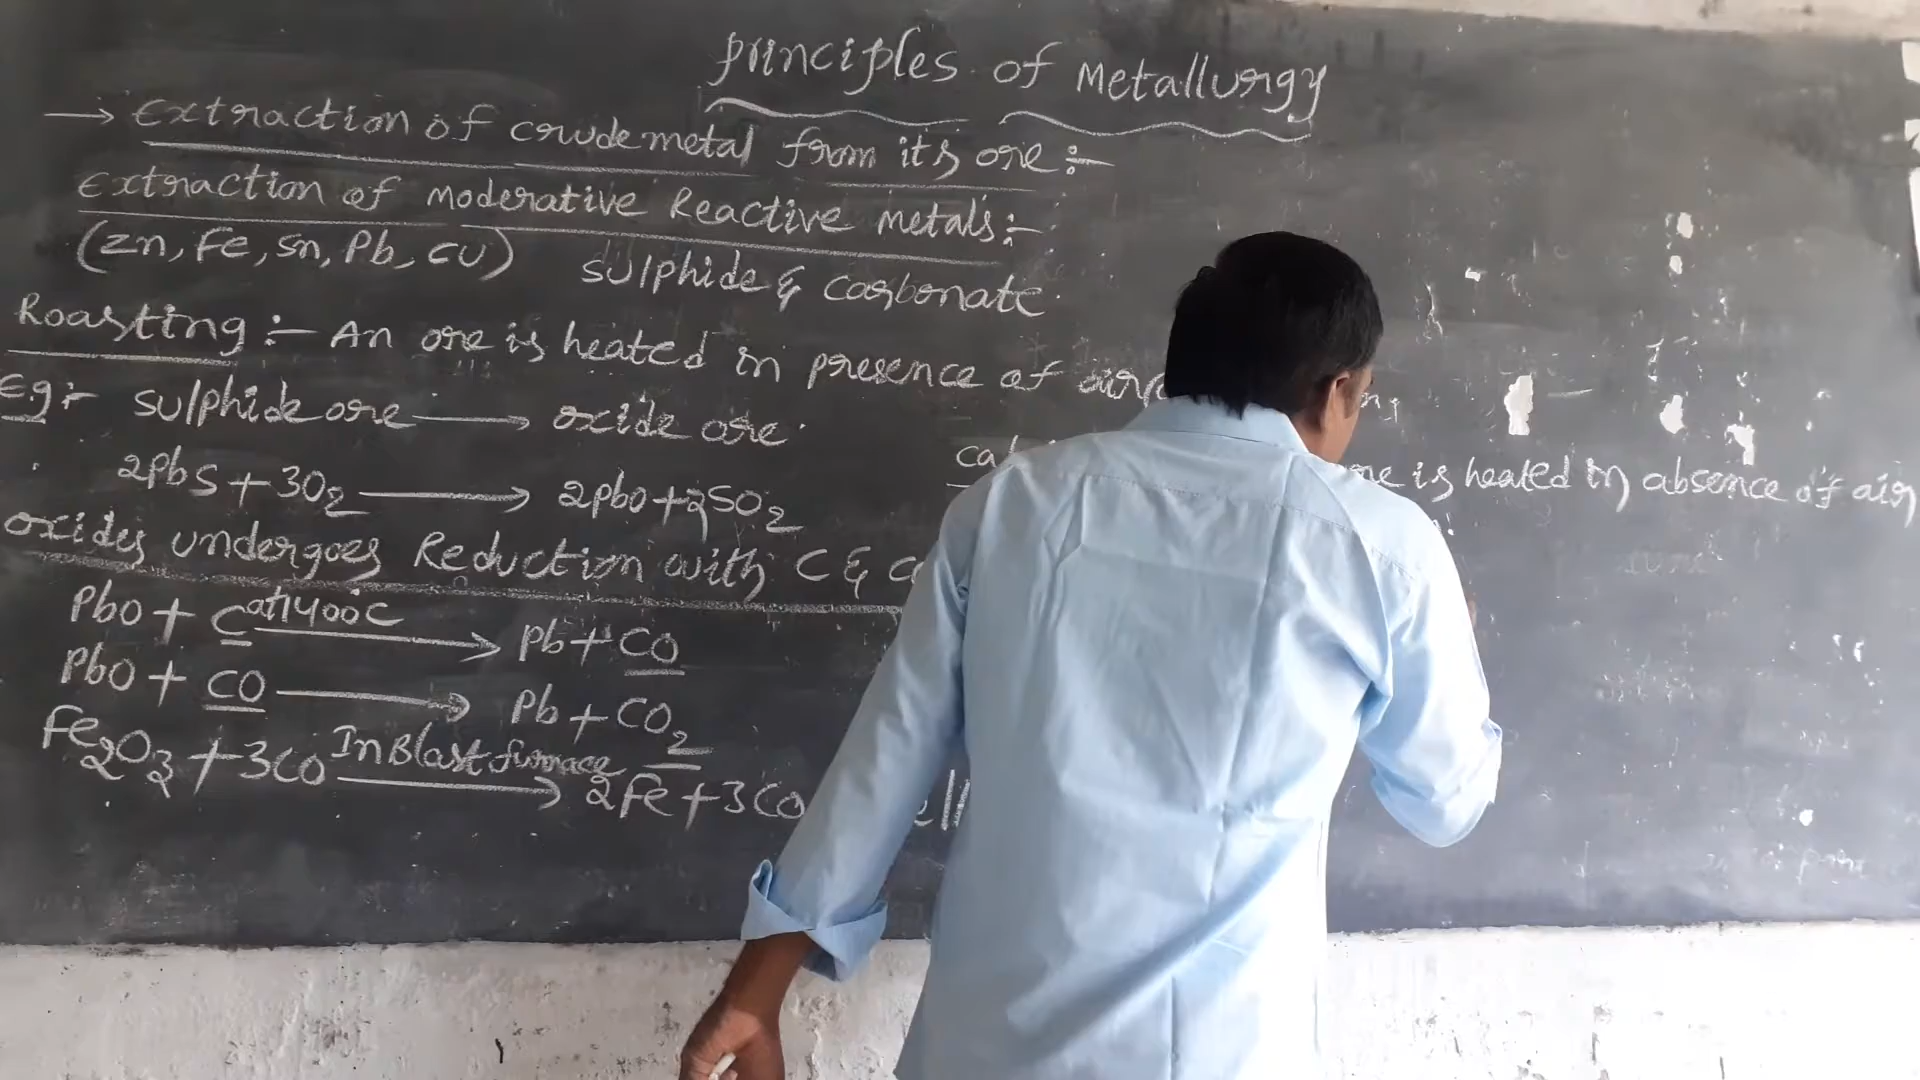 principles of Metallurgy
→ Extraction of crude metal from its ore :-
Extraction of moderative Reactive metals :-
(Zn, Fe, Sn, Pb, Cu) sulphide & carbonate.
Roasting :- An ore is heated in presence of air
Eg:- sulphide ore ⟶ oxide ore.
2PbS + 3O₂ ⟶ 2PbO + 2SO₂
is heated in absence of air
oxides undergoes Reduction with C &
PbO + C at 1400°C ⟶ Pb + CO
PbO + CO ⟶ Pb + CO₂
Fe₂O₃ + 3CO In Blast furnace ⟶ 2Fe + 3CO